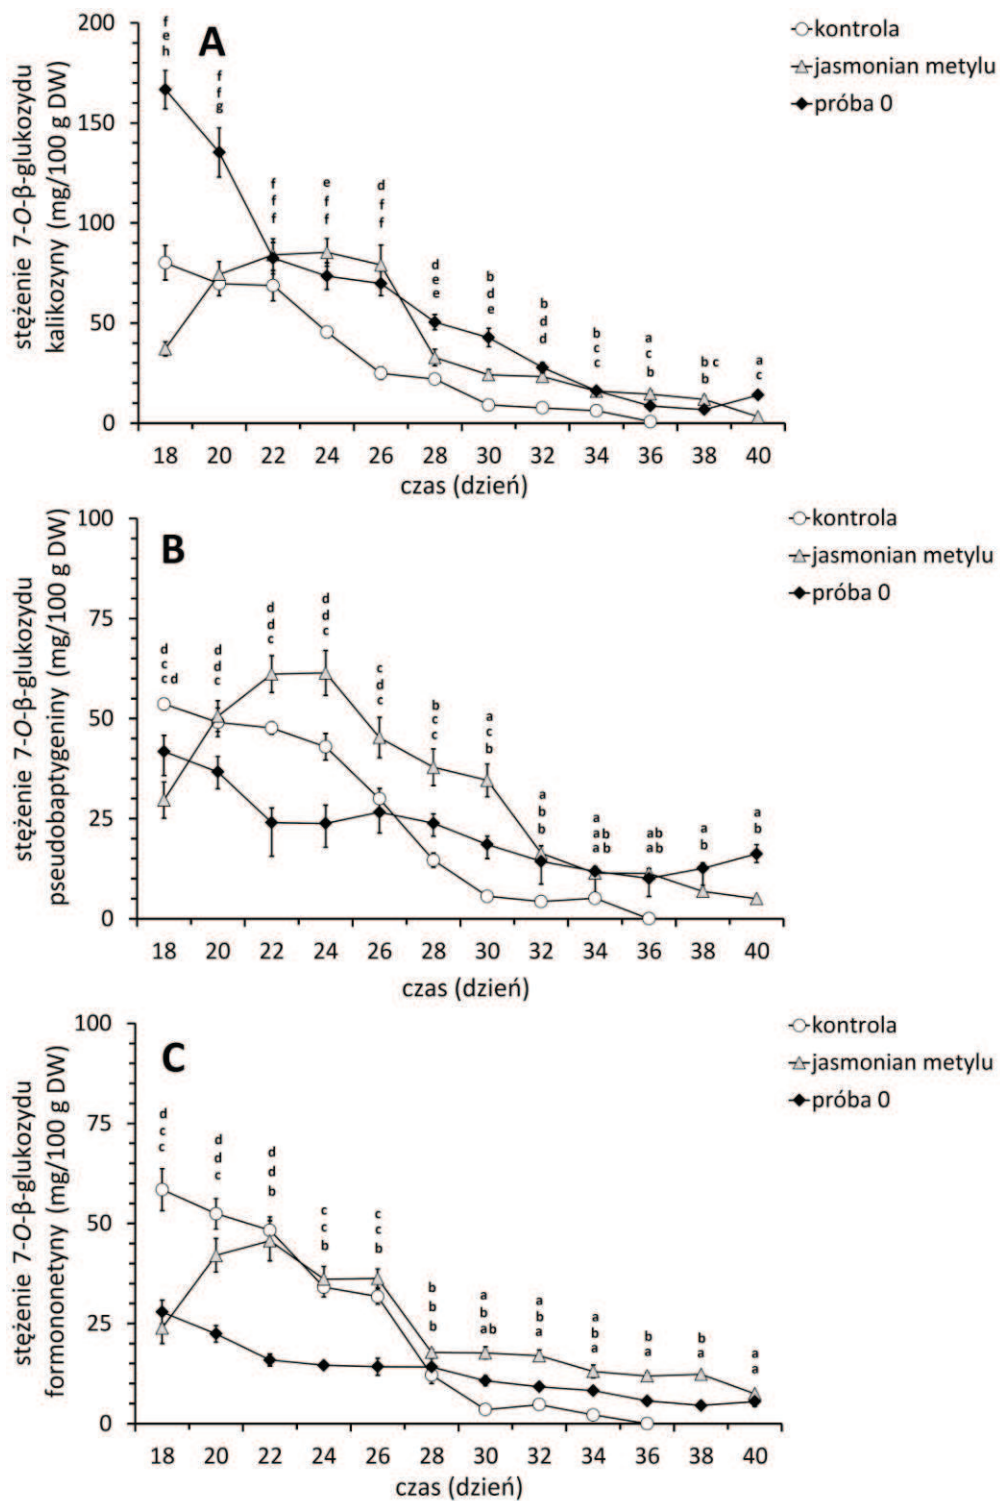 stężenie 7-O-β-glukozydu
kalikozyny (mg/100 g DW)
200
150
100
50
0
A
f
e
h
f
f
g
f
f
f
e
f
f
d
f
f
d
e
e
b
d
e
b
d
d
b
c
c
a
c
b
b c
b
a
c
kontrola
jasmonian metylu
próba 0
18 20 22 24 26 28 30 32 34 36 38 40
czas (dzień)
stężenie 7-O-β-glukozydu
pseudobaptygeniny (mg/100 g DW)
100
75
50
25
0
B
d
c
c d
d
d
c
d
d
c
d
d
c
c
d
c
b
c
c
a
c
b
a
b
b
a
a b
a b
ab
ab
a
b
a
b
kontrola
jasmonian metylu
próba 0
18 20 22 24 26 28 30 32 34 36 38 40
czas (dzień)
stężenie 7-O-β-glukozydu
formononetyny (mg/100 g DW)
100
75
50
25
0
C
d
c
c
d
d
c
d
d
b
c
c
b
c
c
b
b
b
b
a
b
ab
a
b
a
a
b
a
b
a
b
a
a
a
kontrola
jasmonian metylu
próba 0
18 20 22 24 26 28 30 32 34 36 38 40
czas (dzień)